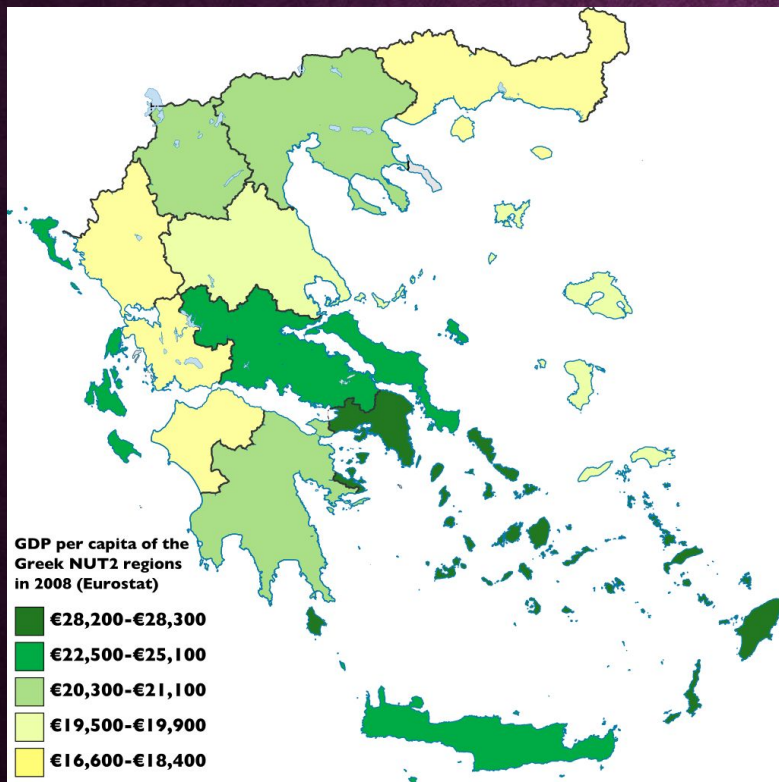 GDP per capita of the
Greek NUT2 regions
in 2008 (Eurostat)
€28,200-€28,300
€22,500-€25,100
€20,300-€21,100
€19,500-€19,900
€16,600-€18,400